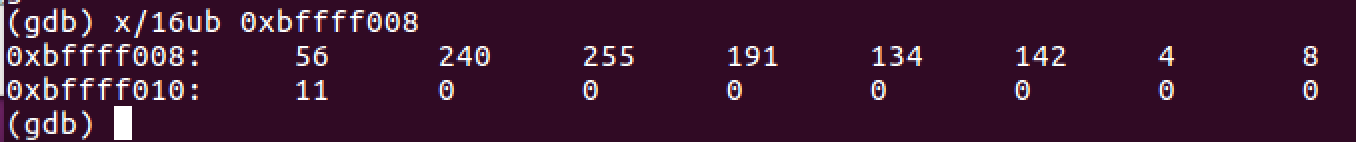 (gdb) x/16ub 0xbffff008
0xbffff008: 56 240 255 191 134 142 4 8
0xbffff010: 11 0 0 0 0 0 0 0
(gdb)